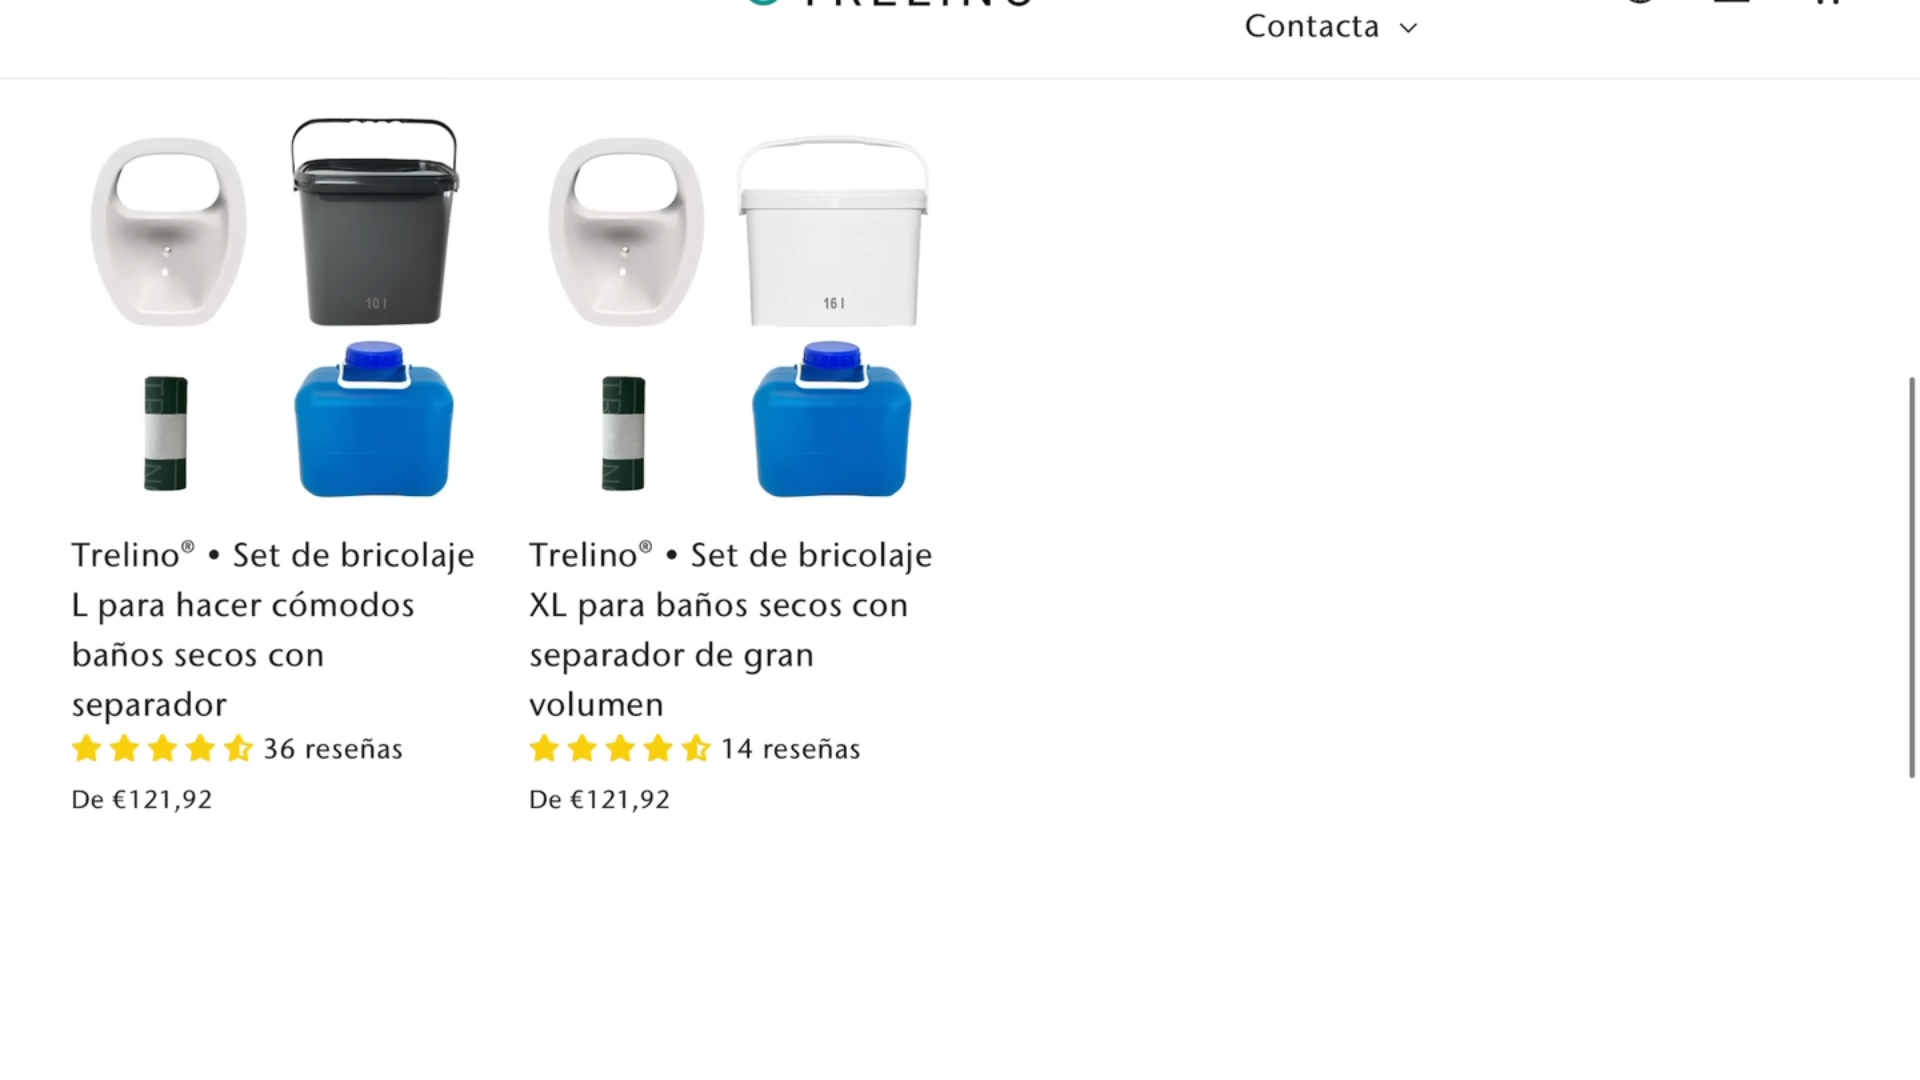 TRELINO
Contacta
10 l
16 l
Trelino® • Set de bricolaje
L para hacer cómodos
baños secos con
separador
36 reseñas
De €121,92
Trelino® • Set de bricolaje
XL para baños secos con
separador de gran
volumen
14 reseñas
De €121,92